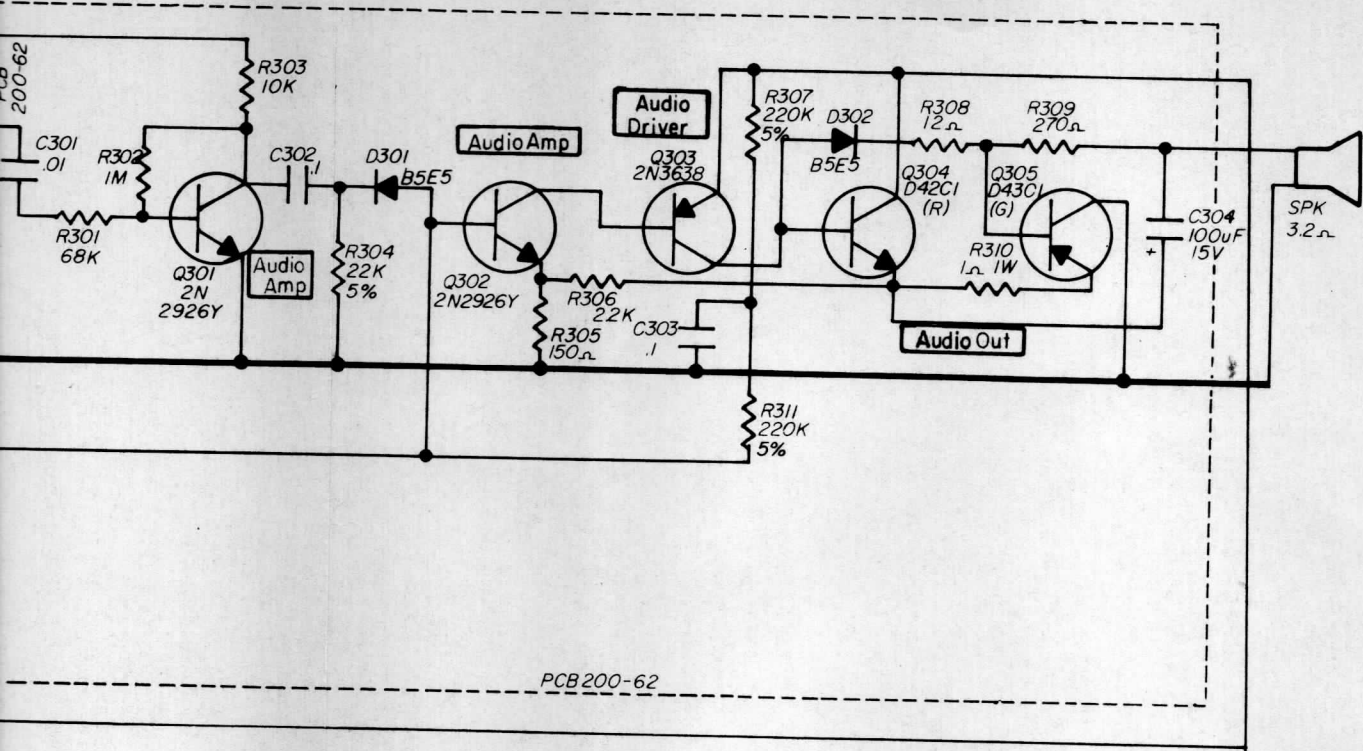 PCB
200-62
C301
.01
R302
1M
R301
68K
R303
10K
Q301
2N
2926Y
Audio
Amp
C302
.1
D301
B5E5
R304
22K
5%
Audio Amp
Q302
2N2926Y
R305
150Ω
R306
2.2K
Audio
Driver
Q303
2N3638
C303
.1
R307
220K
5%
R311
220K
5%
D302
B5E5
Q304
D42C1
(R)
R308
12Ω
Q305
D43C1
(G)
R309
270Ω
R310
1Ω 1W
Audio Out
C304
100uF
15V
+
SPK
3.2Ω
PCB 200-62